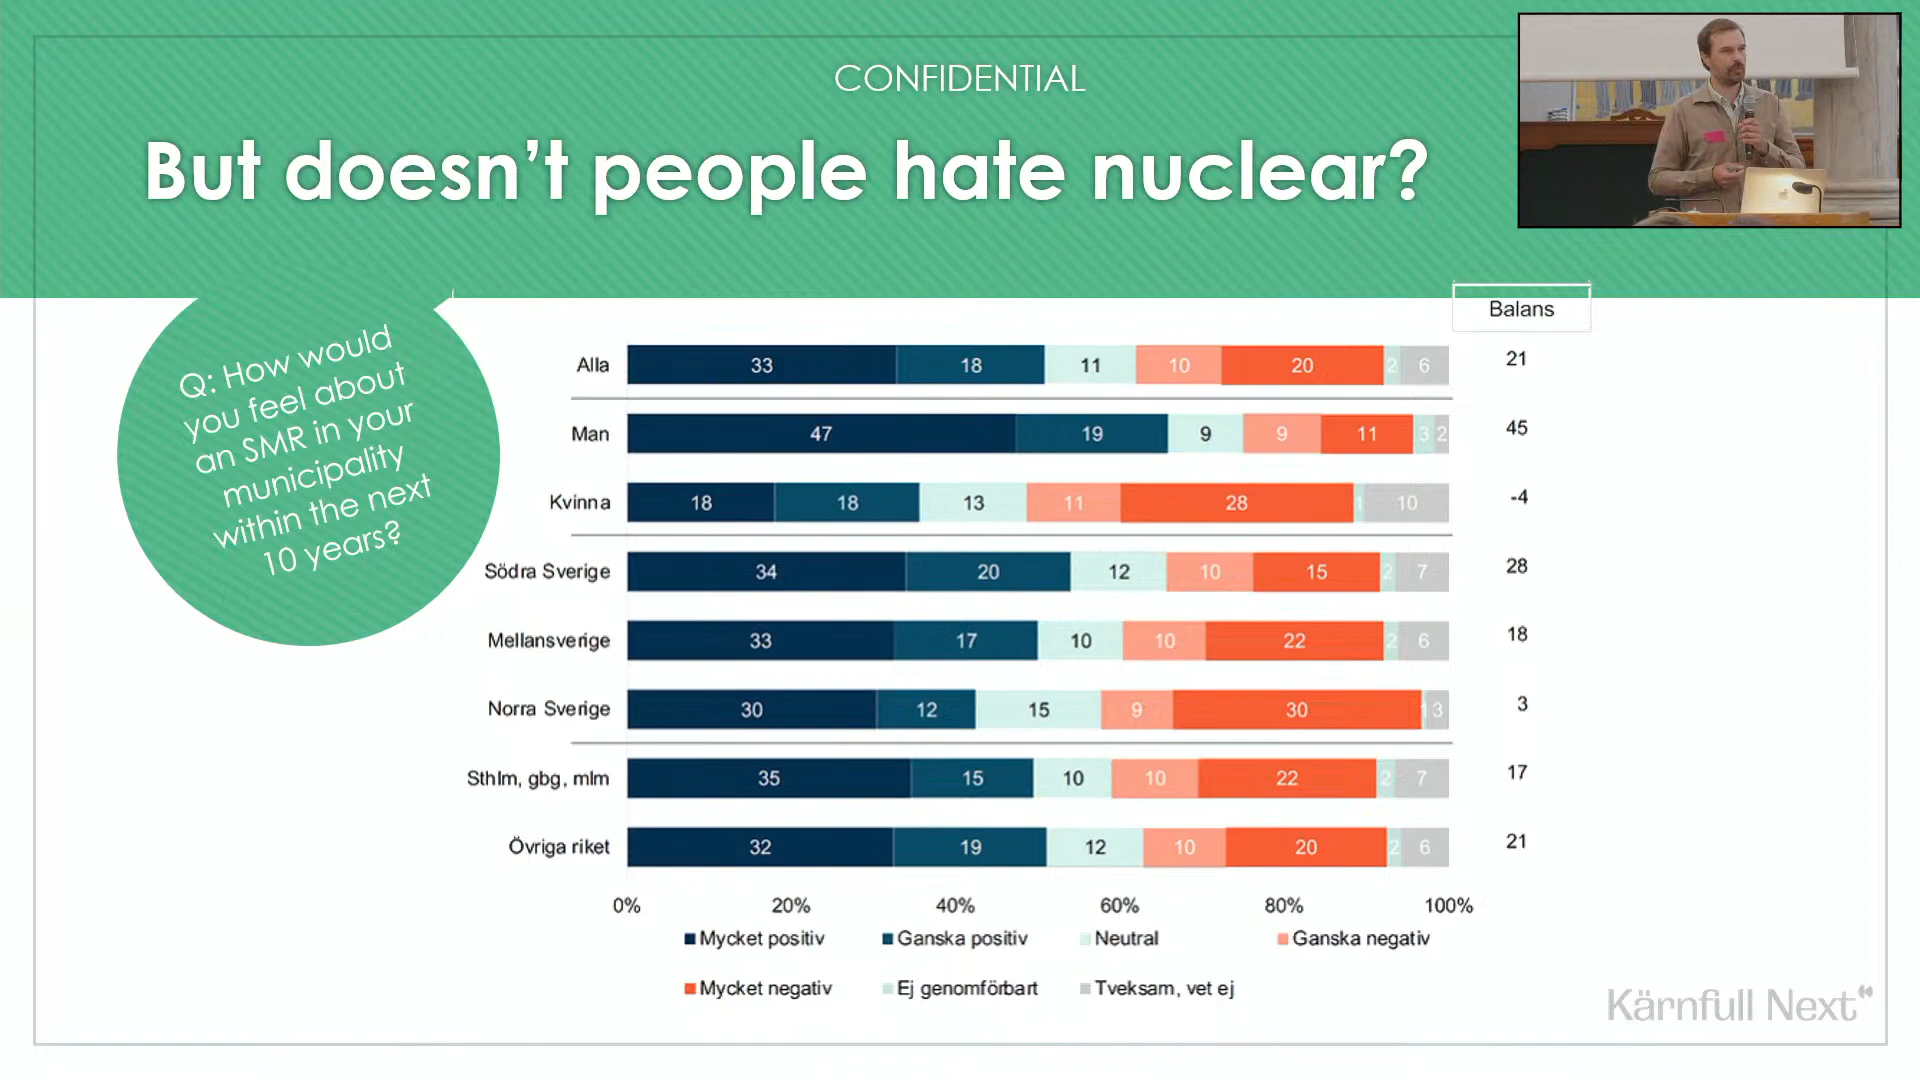 CONFIDENTIAL
But doesn’t people hate nuclear?
Q: How would
you feel about
an SMR in your
municipality
within the next
10 years?
Balans
Alla 33 18 11 10 20 2 6 21
Man 47 19 9 9 11 3 2 45
Kvinna 18 18 13 11 28 1 10 -4
Södra Sverige 34 20 12 10 15 2 7 28
Mellansverige 33 17 10 10 22 2 6 18
Norra Sverige 30 12 15 9 30 1 3 3
Sthlm, gbg, mlm 35 15 10 10 22 2 7 17
Övriga riket 32 19 12 10 20 2 6 21
0% 20% 40% 60% 80% 100%
Mycket positiv Ganska positiv Neutral Ganska negativ
Mycket negativ Ej genomförbart Tveksam, vet ej
Kärnfull Next